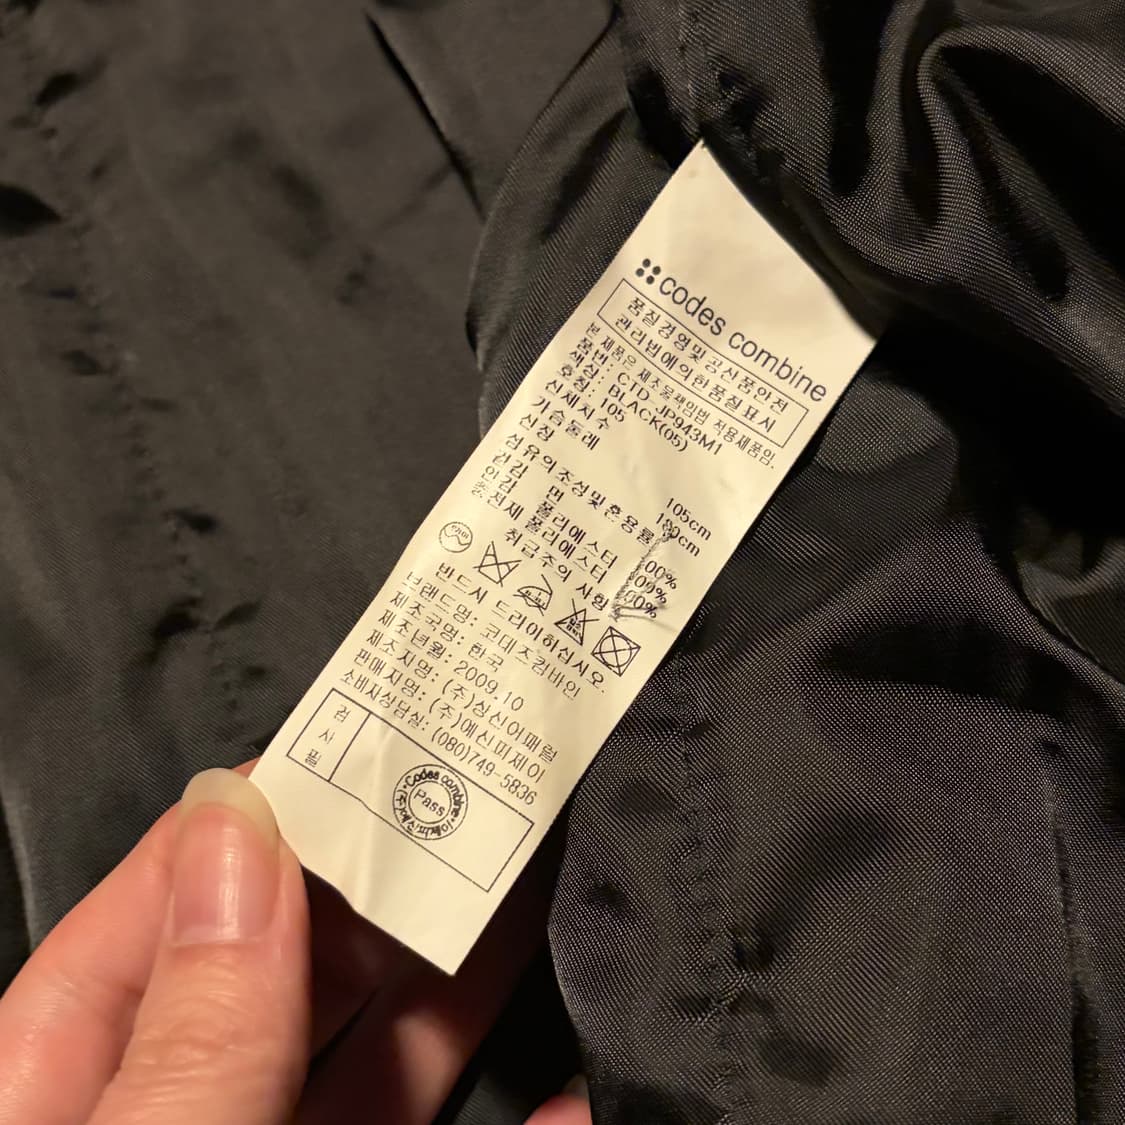 codes combine
품질경영및 공산품안전
관리법에의한품질표시
본 제품은 제조물책임법 적용제품임.
품번: CTD-JP943M1
색상: BLACK(05)
호칭: 105
신체치수
가슴둘레 105cm
신장 cm
섬유의조성및혼용률
겉감 면 00%
안감 폴리에스터 00%
충전재 폴리에스터 00%
취급주의 사항
반드시 드라이하십시오.
브랜드명: 코데즈컴바인
제조국명: 한국
제조년월: 2009.10
제조자명: (주)신어패럴
판매자명: (주)예신피제이
소비자상담실: (080)749-5836
검사필
Codes combine
Pass